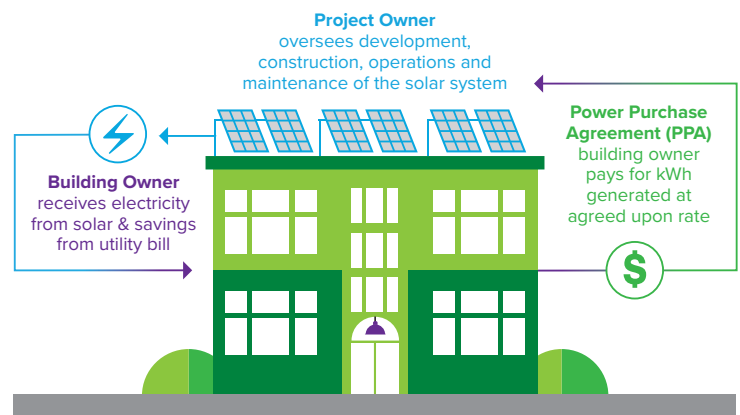 Project Owner
oversees development,
construction, operations and
maintenance of the solar system
Building Owner
receives electricity
from solar & savings
from utility bill
Power Purchase
Agreement (PPA)
building owner
pays for kWh
generated at
agreed upon rate
$